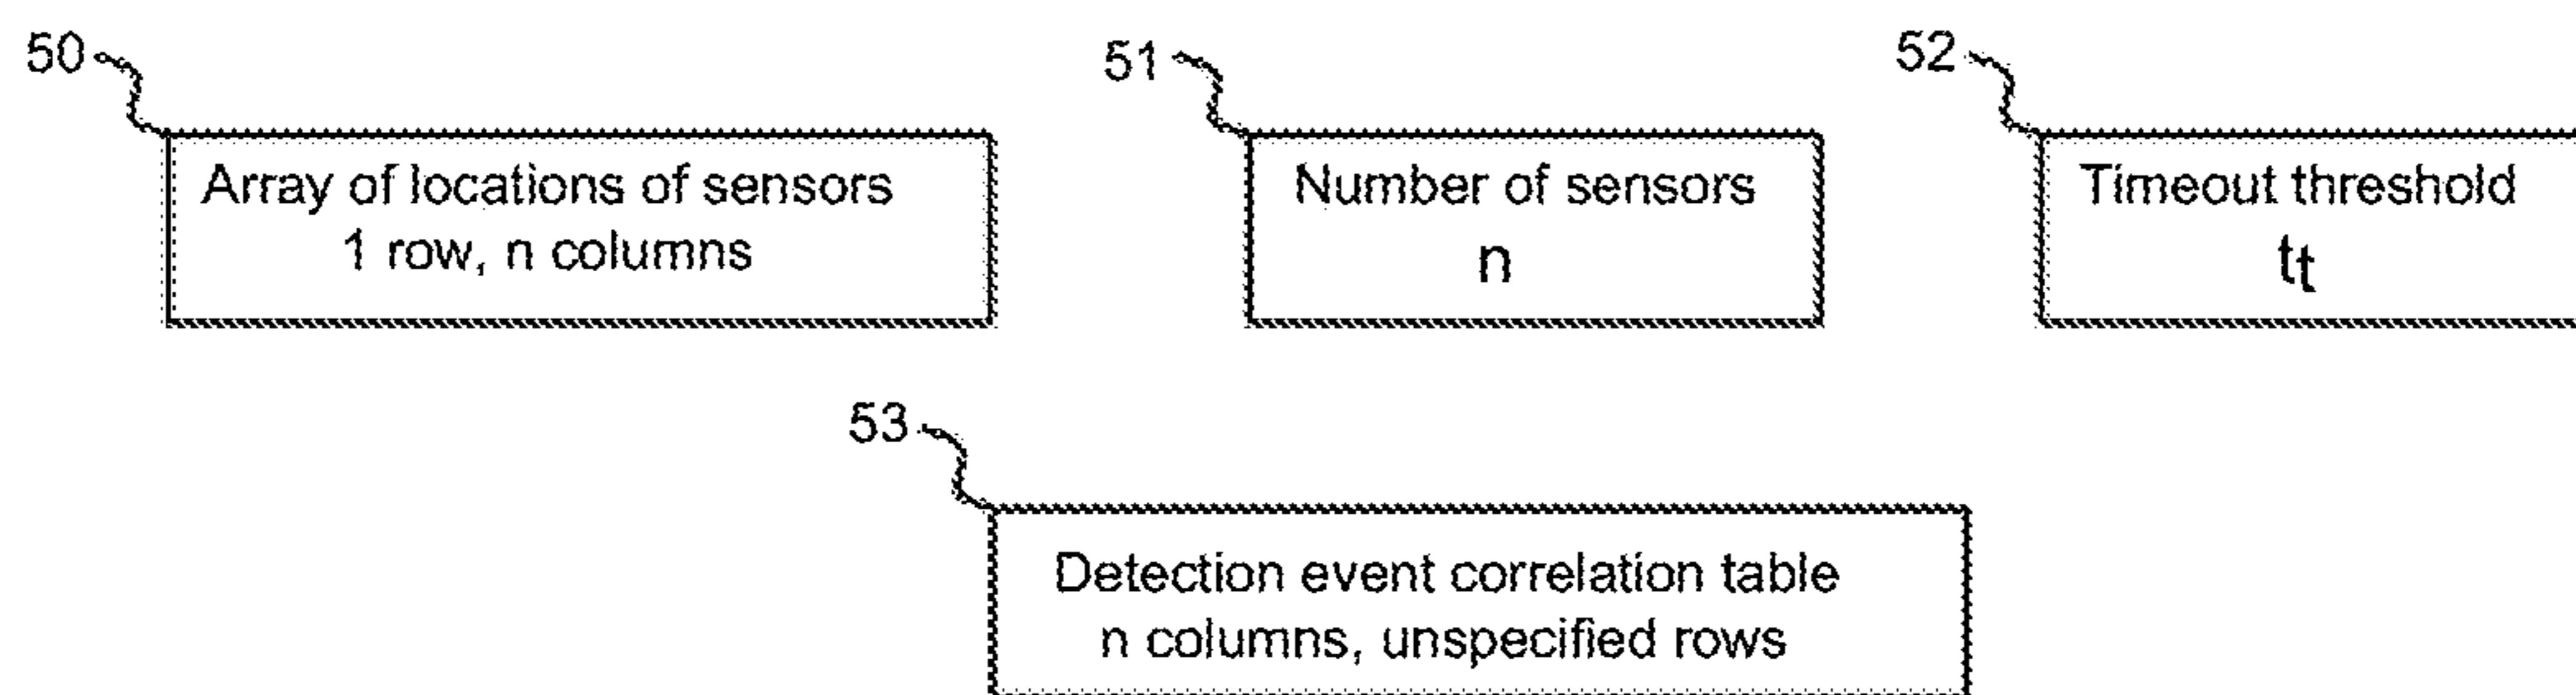 50
51
52
Array of locations of sensors
1 row, n columns
Number of sensors
n
Timeout threshold
tt
53
Detection event correlation table
n columns, unspecified rows